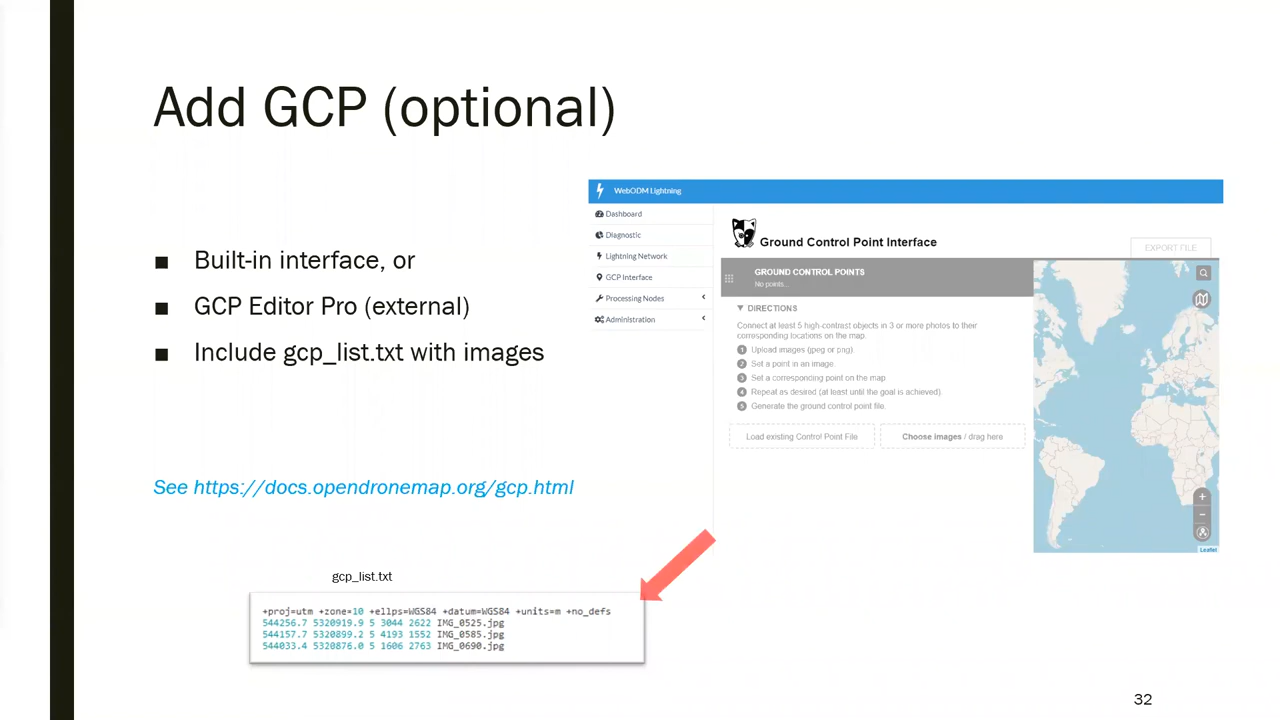 Add GCP (optional)
■ Built-in interface, or
■ GCP Editor Pro (external)
■ Include gcp_list.txt with images
See https://docs.opendronemap.org/gcp.html
WebODM Lightning
Dashboard
Diagnostic
Lightning Network
GCP Interface
Processing Nodes
Administration
Ground Control Point Interface
EXPORT FILE
GROUND CONTROL POINTS
No points...
▼ DIRECTIONS
Connect at least 5 high-contrast objects in 3 or more photos to their
corresponding locations on the map.
1 Upload images (jpeg or png).
2 Set a point in an image.
3 Set a corresponding point on the map.
4 Repeat as desired (at least until the goal is achieved).
5 Generate the ground control point file.
Load existing Control Point File
Choose images / drag here
+
−
Leaflet
gcp_list.txt
+proj=utm +zone=10 +ellps=WGS84 +datum=WGS84 +units=m +no_defs
544256.7 5320919.9 5 3044 2622 IMG_0525.jpg
544157.7 5320899.2 5 4193 1552 IMG_0585.jpg
544033.4 5320876.0 5 1606 2763 IMG_0690.jpg
32